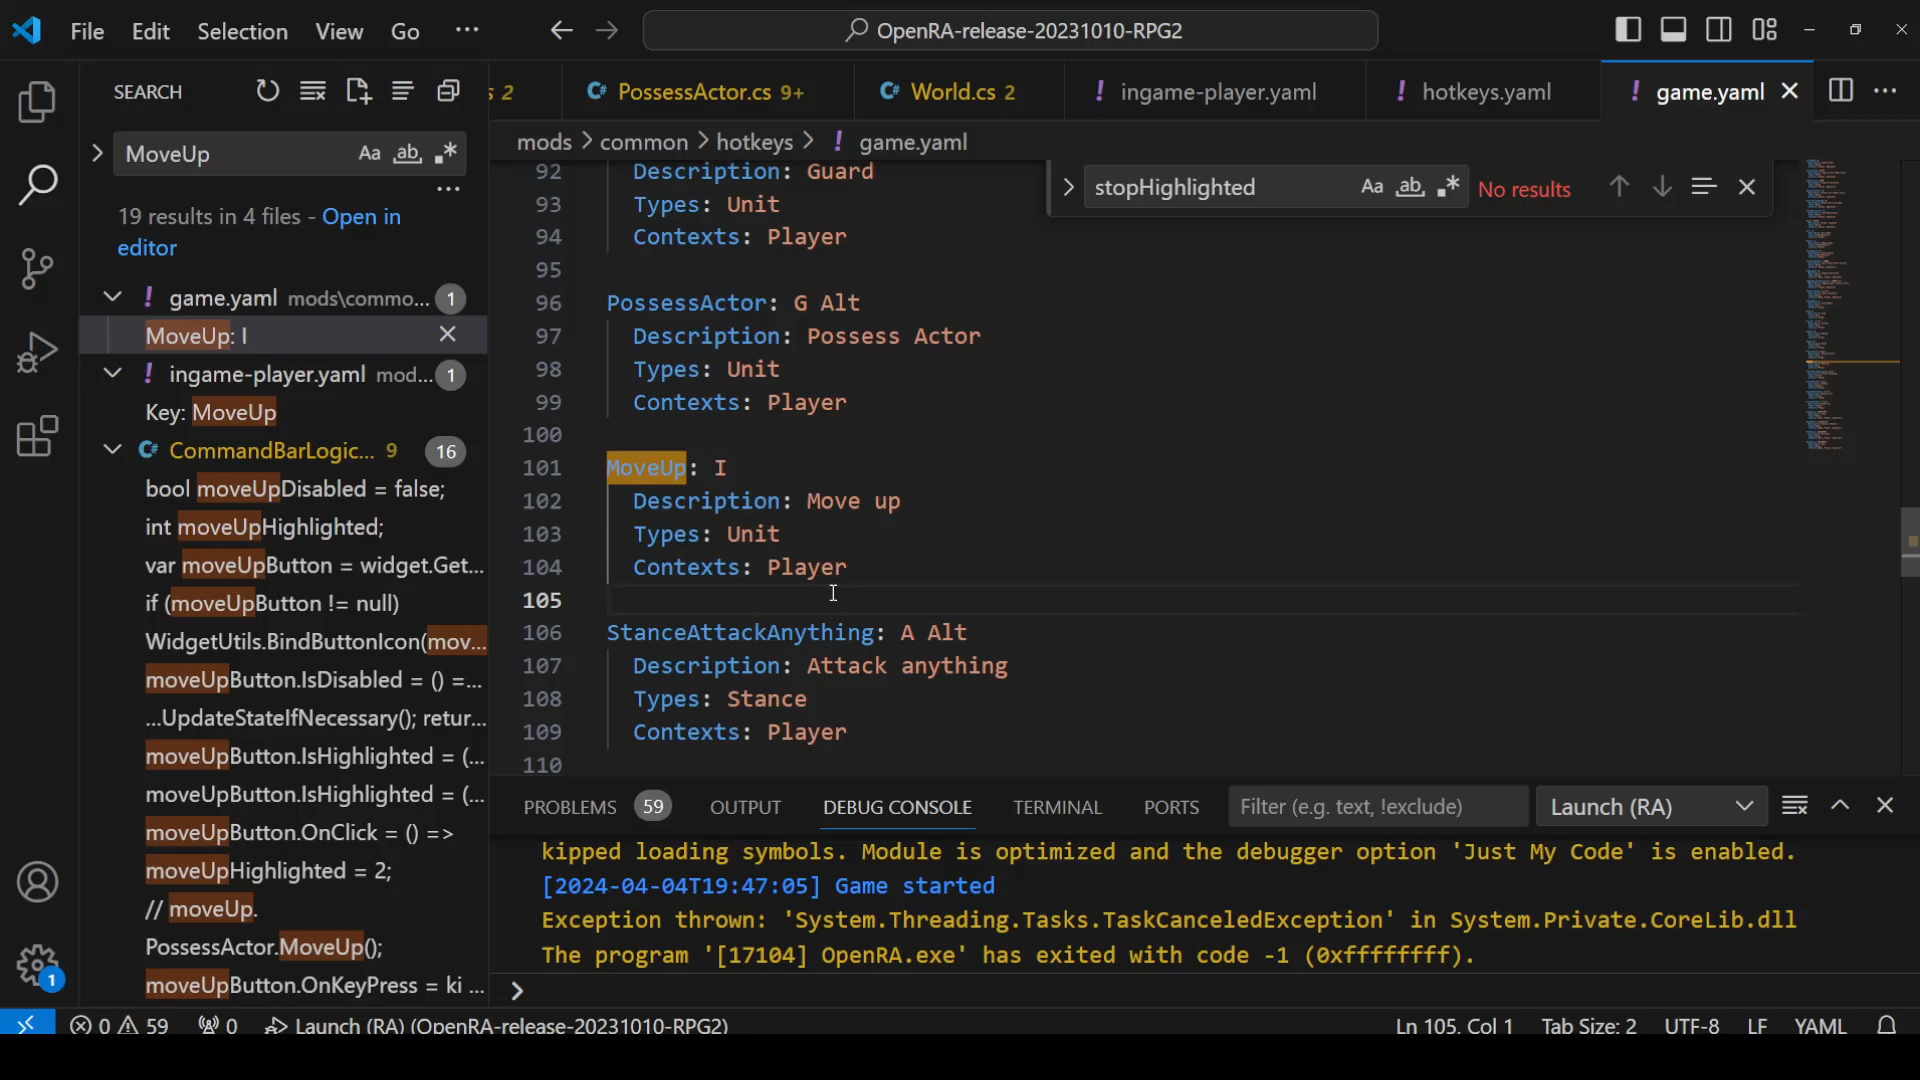 File Edit Selection View Go ··· OpenRA-release-20231010-RPG2
SEARCH
MoveUp Aa ab .*
19 results in 4 files - Open in
editor
! game.yaml mods\commo... 1
MoveUp: I
! ingame-player.yaml mod... 1
Key: MoveUp
C# CommandBarLogic... 9 16
bool moveUpDisabled = false;
int moveUpHighlighted;
var moveUpButton = widget.Get...
if (moveUpButton != null)
WidgetUtils.BindButtonIcon(mov...
moveUpButton.IsDisabled = () =...
...UpdateStateIfNecessary(); retur...
moveUpButton.IsHighlighted = (...
moveUpButton.IsHighlighted = (...
moveUpButton.OnClick = () =>
moveUpHighlighted = 2;
// moveUp.
PossessActor.MoveUp();
moveUpButton.OnKeyPress = ki ...
1
s 2 C# PossessActor.cs 9+ C# World.cs 2 ! ingame-player.yaml ! hotkeys.yaml ! game.yaml
mods > common > hotkeys > ! game.yaml
stopHighlighted Aa ab .* No results
92 Description: Guard
93 Types: Unit
94 Contexts: Player
95
96 PossessActor: G Alt
97 Description: Possess Actor
98 Types: Unit
99 Contexts: Player
100
101 MoveUp: I
102 Description: Move up
103 Types: Unit
104 Contexts: Player
105
106 StanceAttackAnything: A Alt
107 Description: Attack anything
108 Types: Stance
109 Contexts: Player
110
PROBLEMS 59 OUTPUT DEBUG CONSOLE TERMINAL PORTS Filter (e.g. text, !exclude) Launch (RA)
kipped loading symbols. Module is optimized and the debugger option 'Just My Code' is enabled.
[2024-04-04T19:47:05] Game started
Exception thrown: 'System.Threading.Tasks.TaskCanceledException' in System.Private.CoreLib.dll
The program '[17104] OpenRA.exe' has exited with code -1 (0xffffffff).
0 59 0 Launch (RA) (OpenRA-release-20231010-RPG2) Ln 105, Col 1 Tab Size: 2 UTF-8 LF YAML